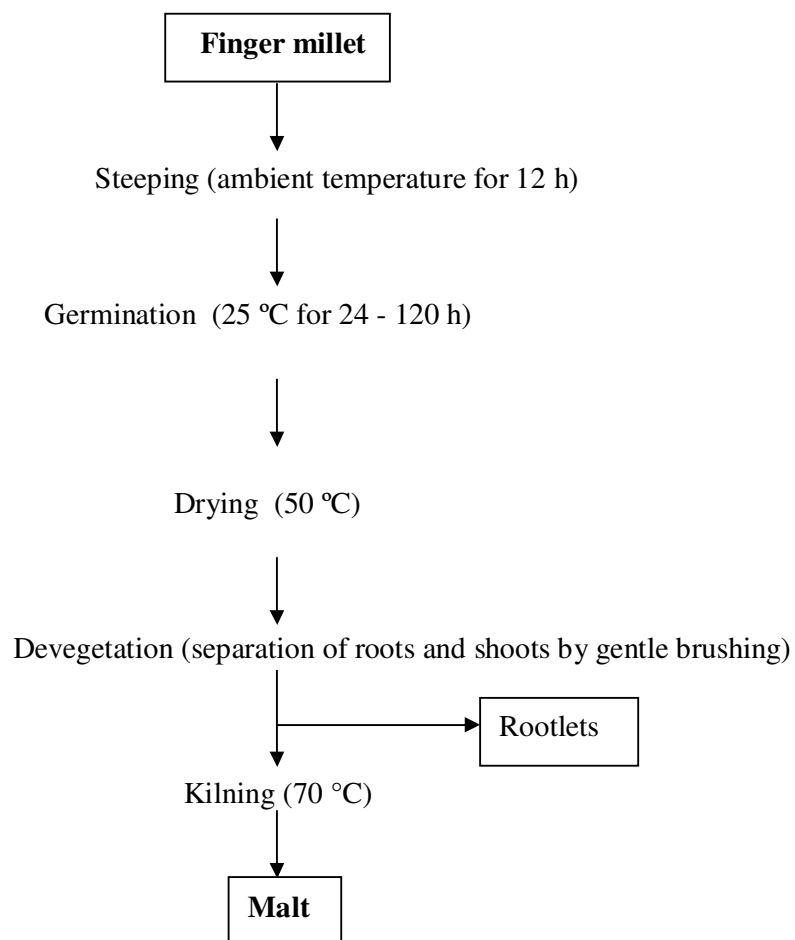 Finger millet
Steeping (ambient temperature for 12 h)
Germination (25 ºC for 24 - 120 h)
Drying (50 ºC)
Devegetation (separation of roots and shoots by gentle brushing)
Rootlets
Kilning (70 °C)
Malt